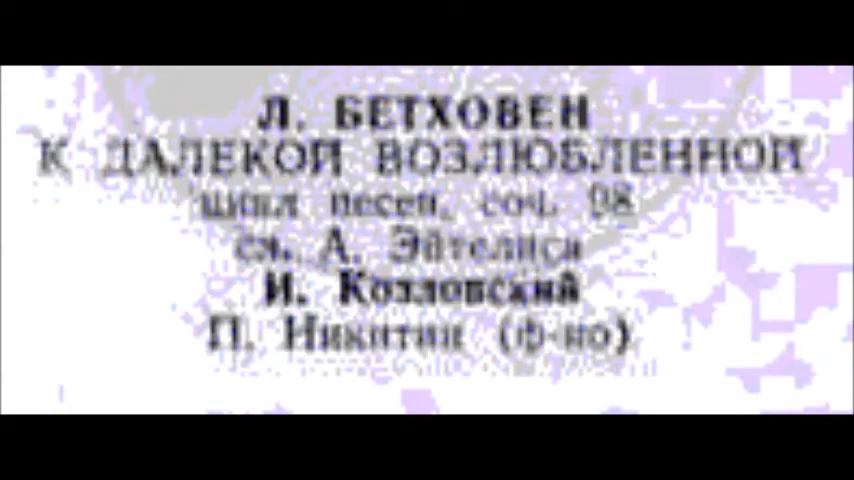 Л. БЕТХОВЕН
К ДАЛЕКОЙ ВОЗЛЮБЛЕННОЙ
цикл песен, соч. 98
сл. А. Эйтелиса
И. Козловский
П. Никитин (ф-но)